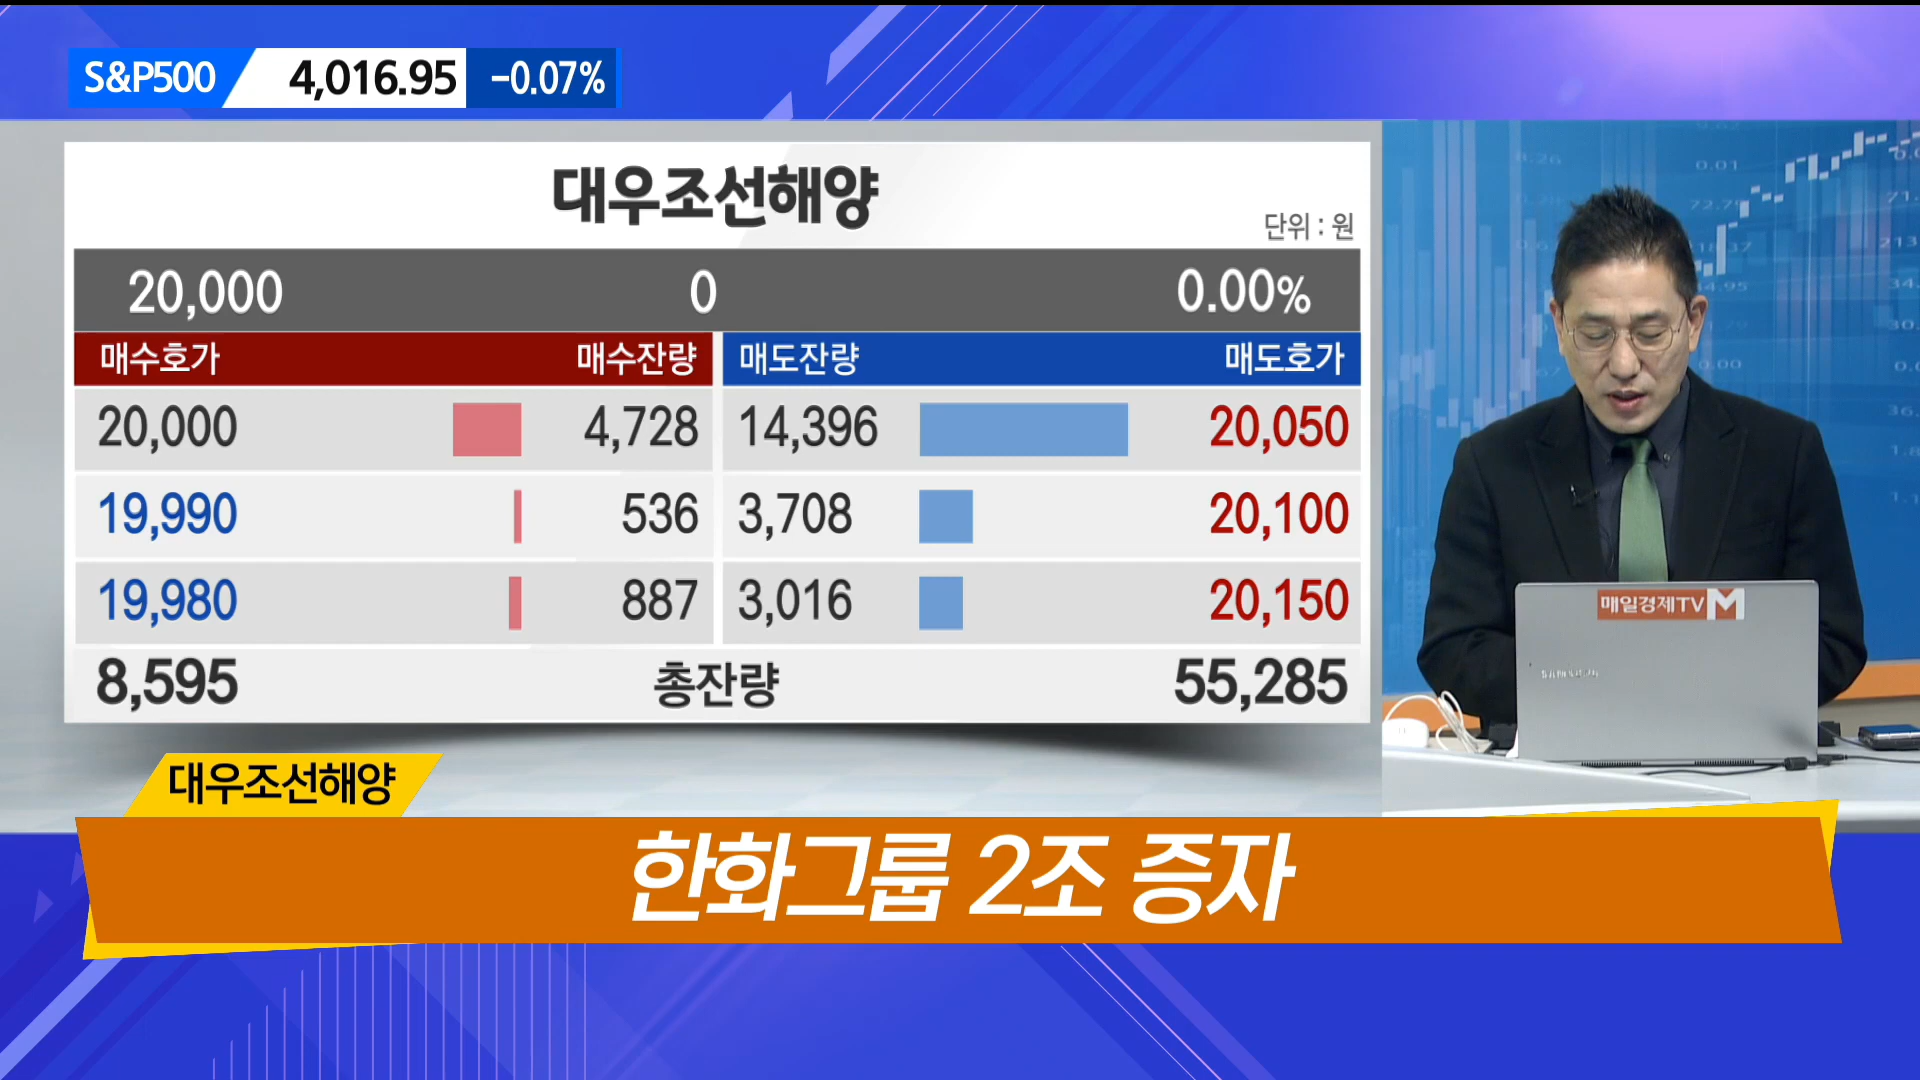 S&P500 4,016.95 -0.07%
대우조선해양
단위 : 원
20,000 0 0.00%
매수호가 매수잔량 매도잔량 매도호가
20,000 4,728 14,396 20,050
19,990 536 3,708 20,100
19,980 887 3,016 20,150
8,595 총잔량 55,285
매일경제TV M
대우조선해양
한화그룹 2조 증자